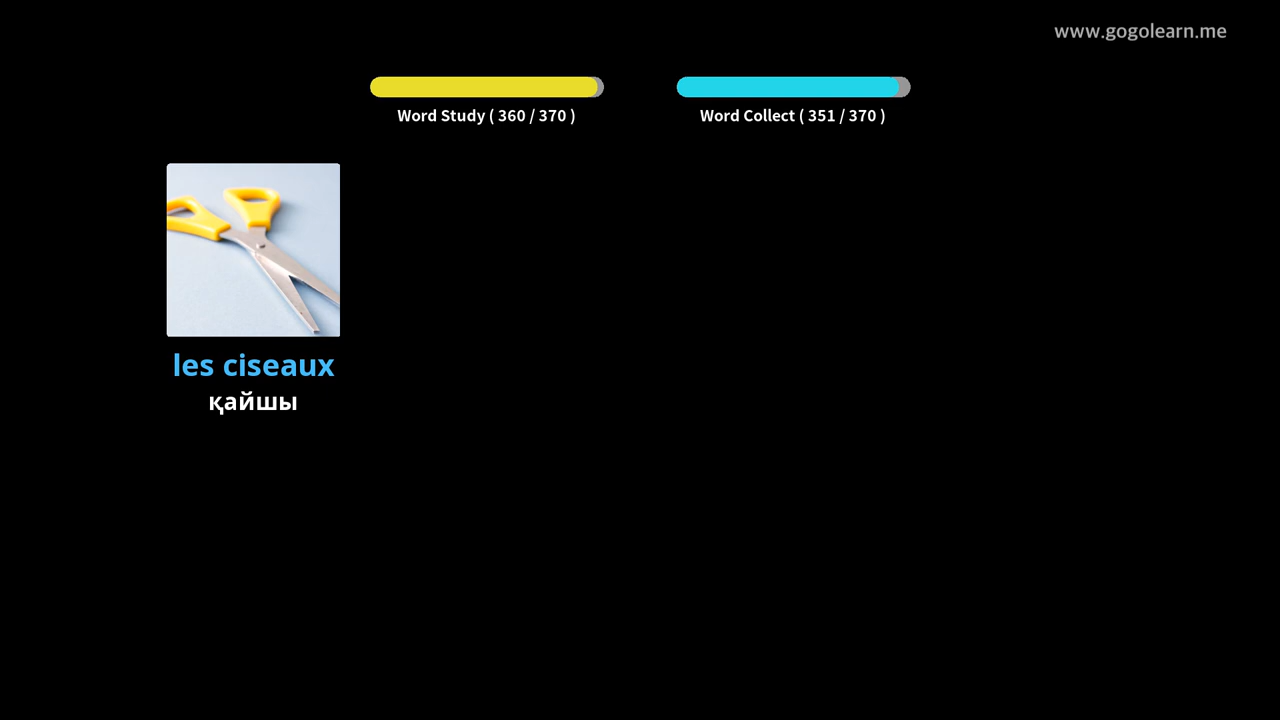 www.gogolearn.me
Word Study ( 360 / 370 )
Word Collect ( 351 / 370 )
les ciseaux
қайшы